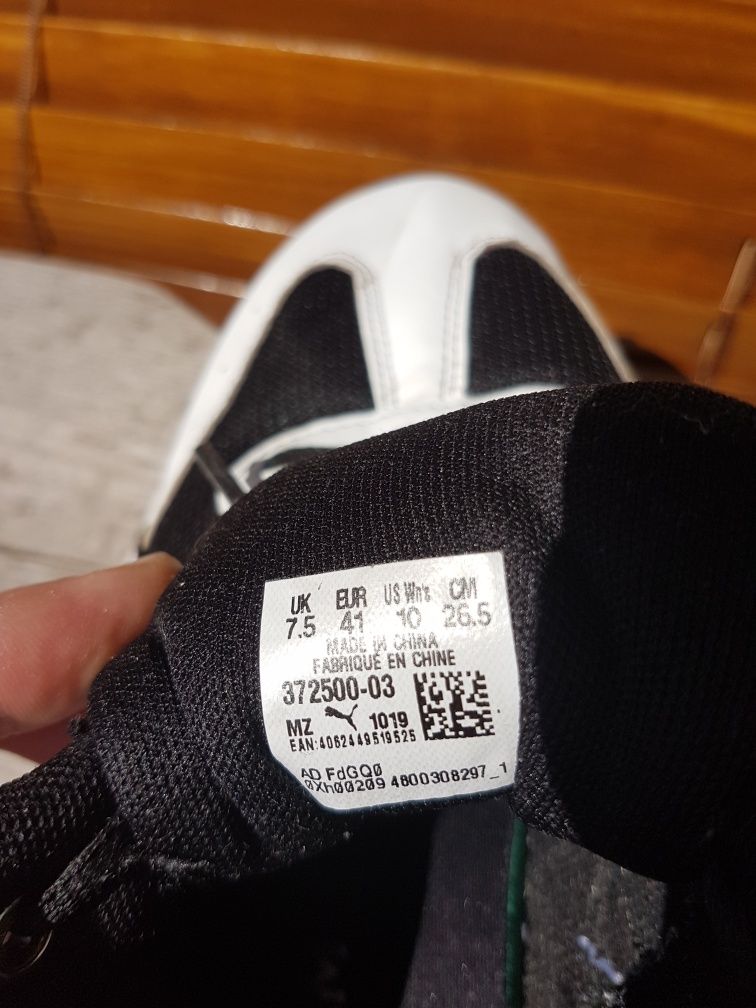 UK EUR US Wn's CM
7.5 41 10 26.5
MADE IN CHINA
FABRIQUÉ EN CHINE
372500-03
MZ 1019
EAN:4062449519525
AD FdGQ0
0Xh00209 4800308297_1